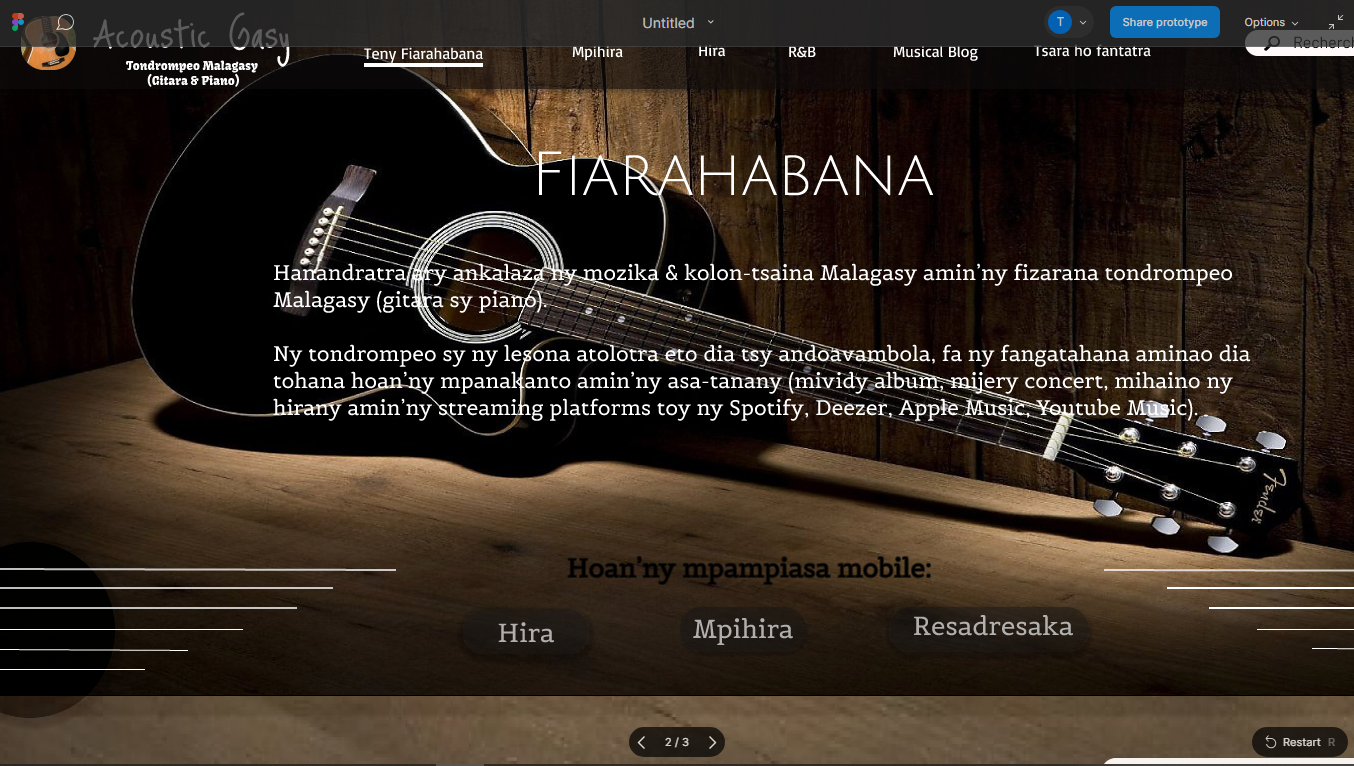 Untitled
T
Share prototype
Options
Acoustic Gasy
Tondrompeo Malagasy
(Gitara & Piano)
Teny Fiarahabana
Mpihira
Hira
R&B
Musical Blog
Tsara ho fantatra
Recherch
Fiarahabana
Hanandratra ary ankalaza ny mozika & kolon-tsaina Malagasy amin’ny fizarana tondrompeo
Malagasy (gitara sy piano).
Ny tondrompeo sy ny lesona atolotra eto dia tsy andoavambola, fa ny fangatahana aminao dia
tohana hoan’ny mpanakanto amin’ny asa-tanany (mividy album, mijery concert, mihaino ny
hirany amin’ny streaming platforms toy ny Spotify, Deezer, Apple Music, Youtube Music).
Fender
Hoan’ny mpampiasa mobile:
Hira
Mpihira
Resadresaka
2 / 3
Restart R